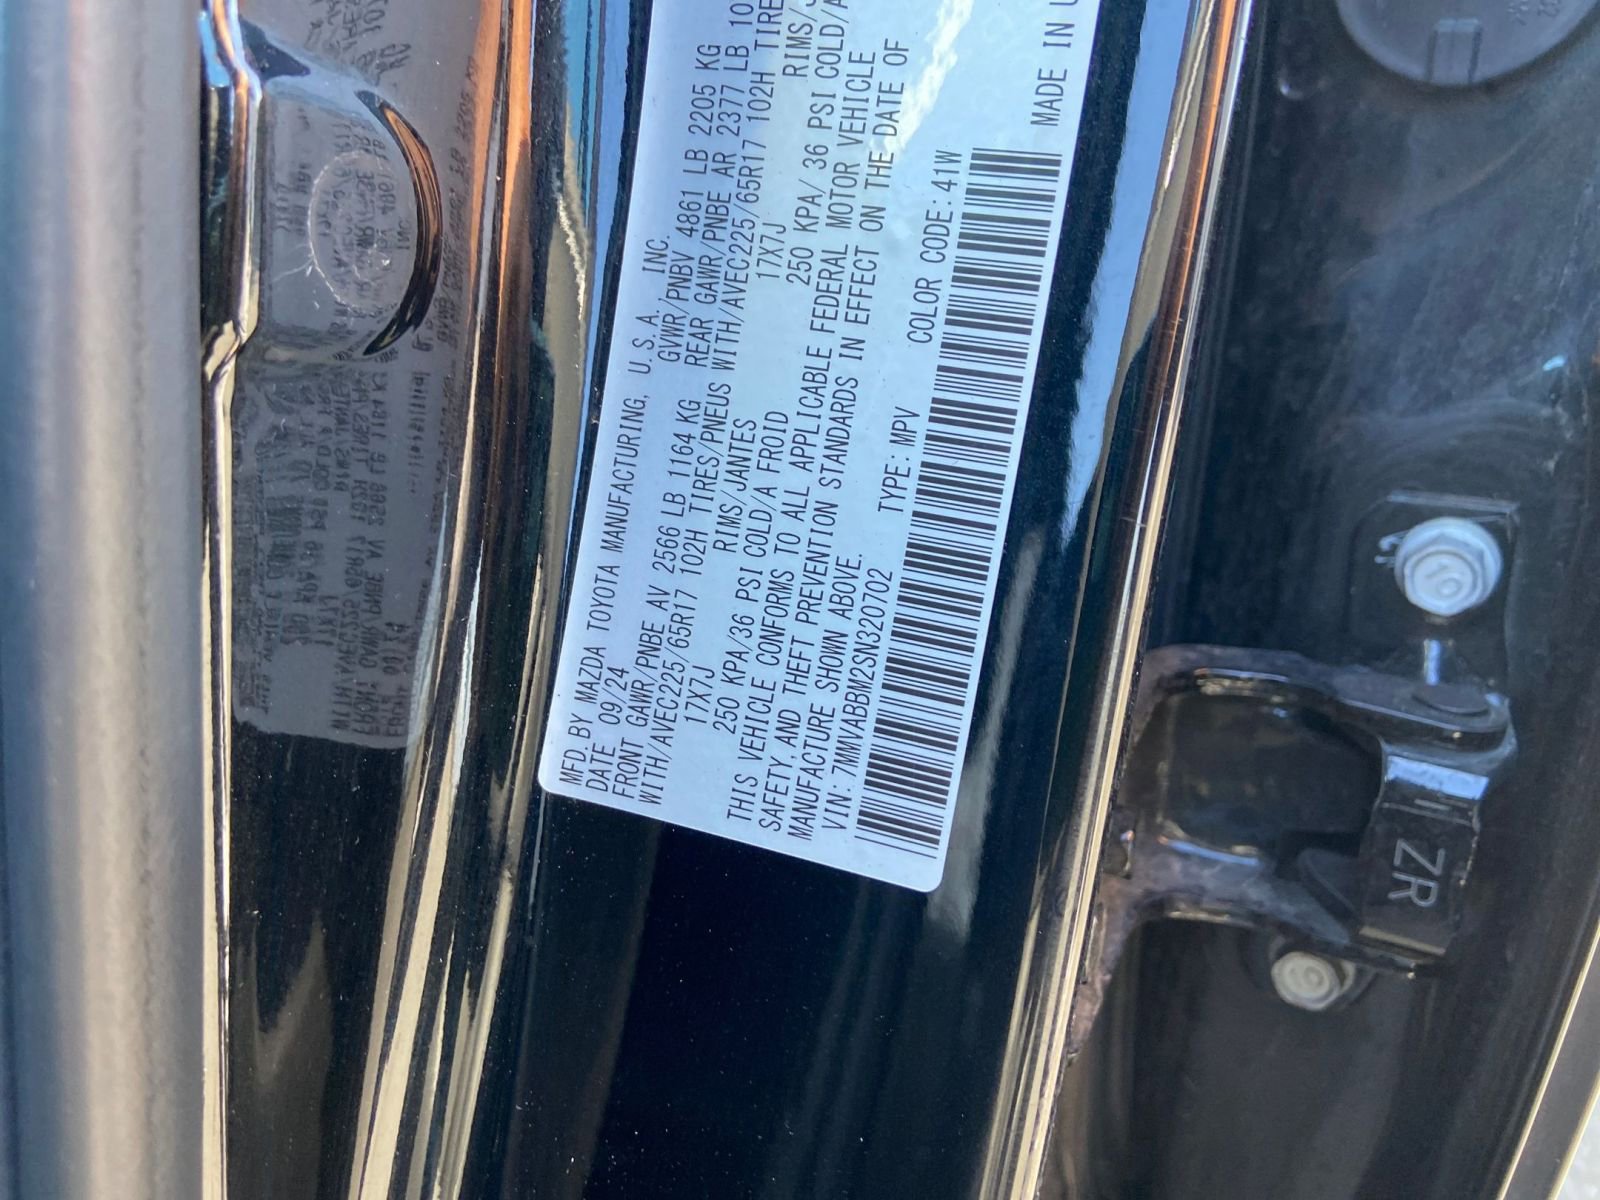 MFD. BY MAZDA TOYOTA MANUFACTURING, U.S.A, INC.
DATE 09/24 GVWR/PNBV 4861 LB 2205 KG
FRONT GAWR/PNBE AV 2566 LB 1164 KG REAR GAWR/PNBE AR 2377 LB 10
WITH/AVEC225/65R17 102H TIRES/PNEUS WITH/AVEC225/65R17 102H TIRE
17X7J RIMS/JANTES 17X7J RIMS/
250 KPA/36 PSI COLD/A FROID 250 KPA/ 36 PSI COLD/A
THIS VEHICLE CONFORMS TO ALL APPLICABLE FEDERAL MOTOR VEHICLE
SAFETY, AND THEFT PREVENTION STANDARDS IN EFFECT ON THE DATE OF
MANUFACTURE SHOWN ABOVE.
VIN: 7MMVABBM2SN320702 TYPE: MPV COLOR CODE: 41W
MADE IN U
ZR